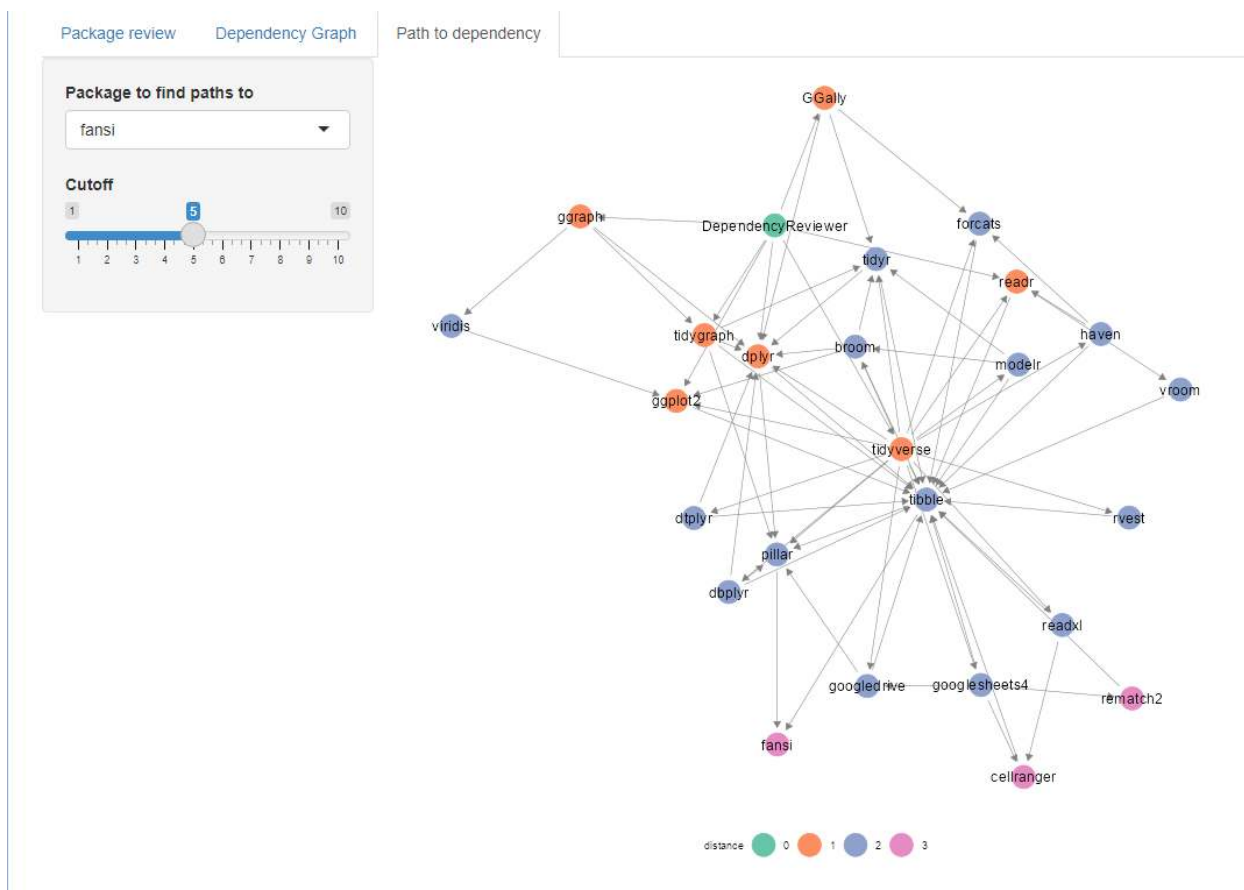 Package review Dependency Graph Path to dependency
Package to find paths to
fansi
Cutoff
1 5 10
1 2 3 4 5 6 7 8 9 10
GGally
ggraph
DependencyReviewer
forcats
tidyr
readr
viridis
tidygraph
haven
broom
dplyr
modelr
vroom
ggplot2
tidyverse
tibble
dtplyr
rvest
pillar
dbplyr
readxl
googledrive
googlesheets4
rematch2
fansi
cellranger
distance 0 1 2 3